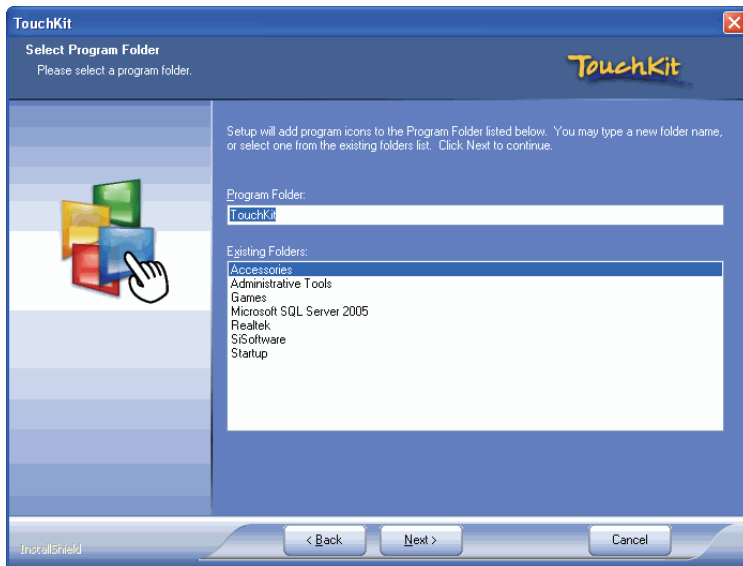 TouchKit
Select Program Folder
Please select a program folder.
TouchKit
Setup will add program icons to the Program Folder listed below. You may type a new folder name,
or select one from the existing folders list. Click Next to continue.
Program Folder:
TouchKit
Existing Folders:
Accessories
Administrative Tools
Games
Microsoft SQL Server 2005
Realtek
SiSoftware
Startup
InstallShield
< Back
Next >
Cancel